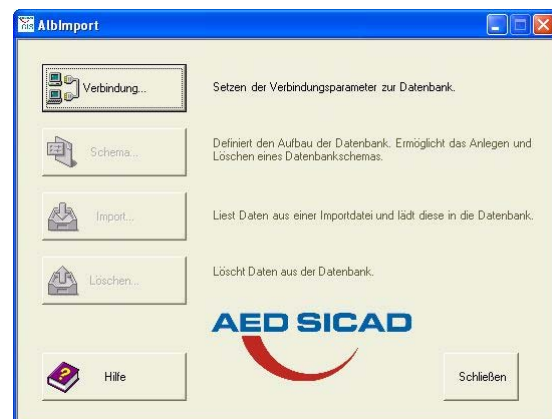 AlbImport
Verbindung...
Setzen der Verbindungsparameter zur Datenbank.
Schema...
Definiert den Aufbau der Datenbank. Ermöglicht das Anlegen und
Löschen eines Datenbankschemas.
Import...
Liest Daten aus einer Importdatei und lädt diese in die Datenbank.
Löschen...
Löscht Daten aus der Datenbank.
AED SICAD
Hilfe
Schließen